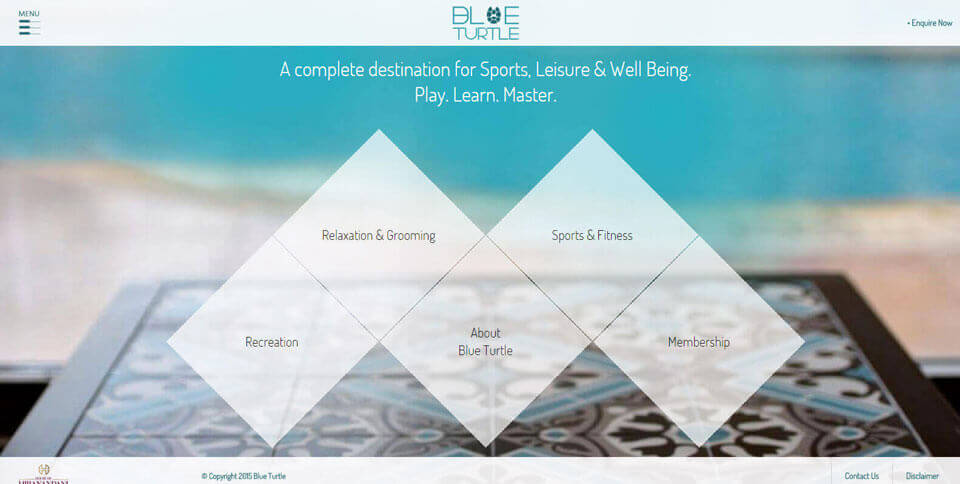 MENU
BLUE
TURTLE
• Enquire Now
A complete destination for Sports, Leisure & Well Being.
Play. Learn. Master.
Relaxation & Grooming
Sports & Fitness
Recreation
About
Blue Turtle
Membership
© Copyright 2015 Blue Turtle
Contact Us
Disclaimer